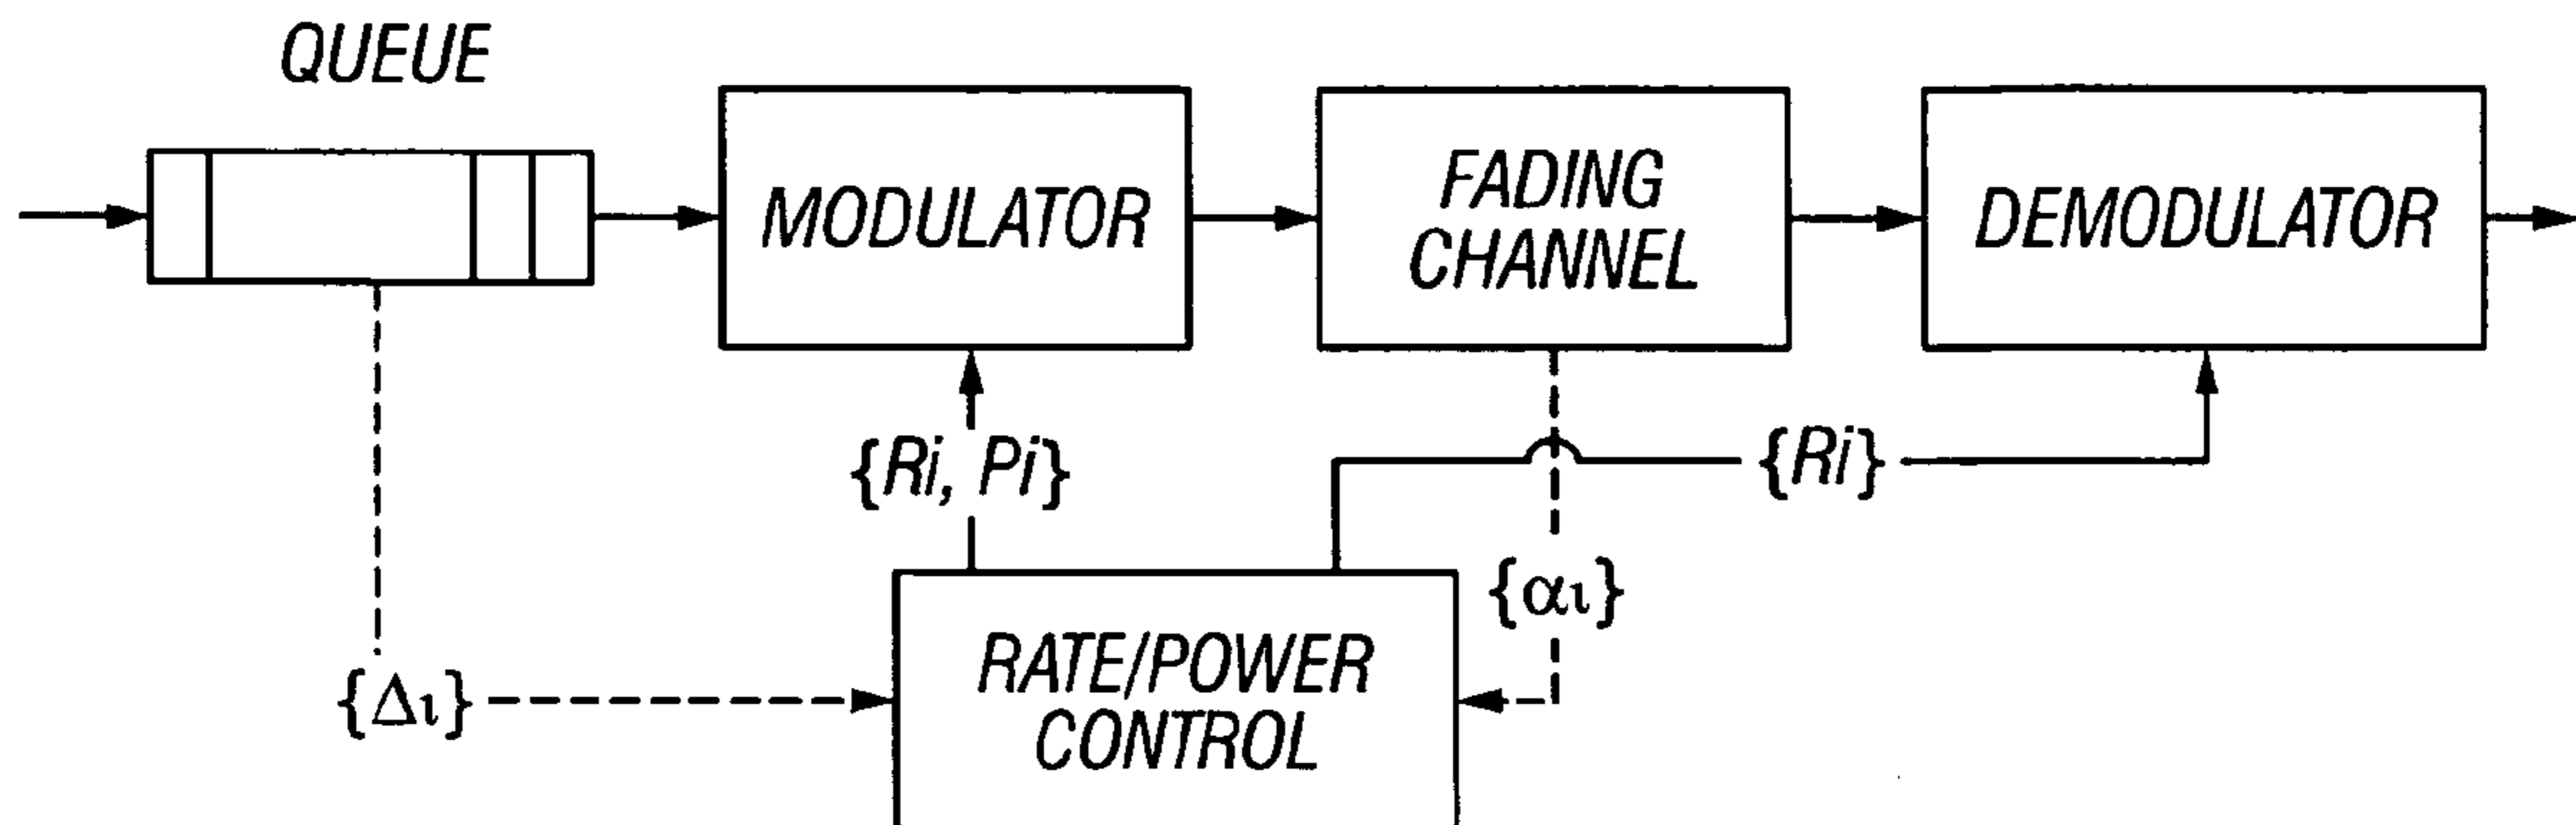 QUEUE
MODULATOR
FADING
CHANNEL
DEMODULATOR
{Ri, Pi}
{Ri}
{αι}
{Δι}
RATE/POWER
CONTROL